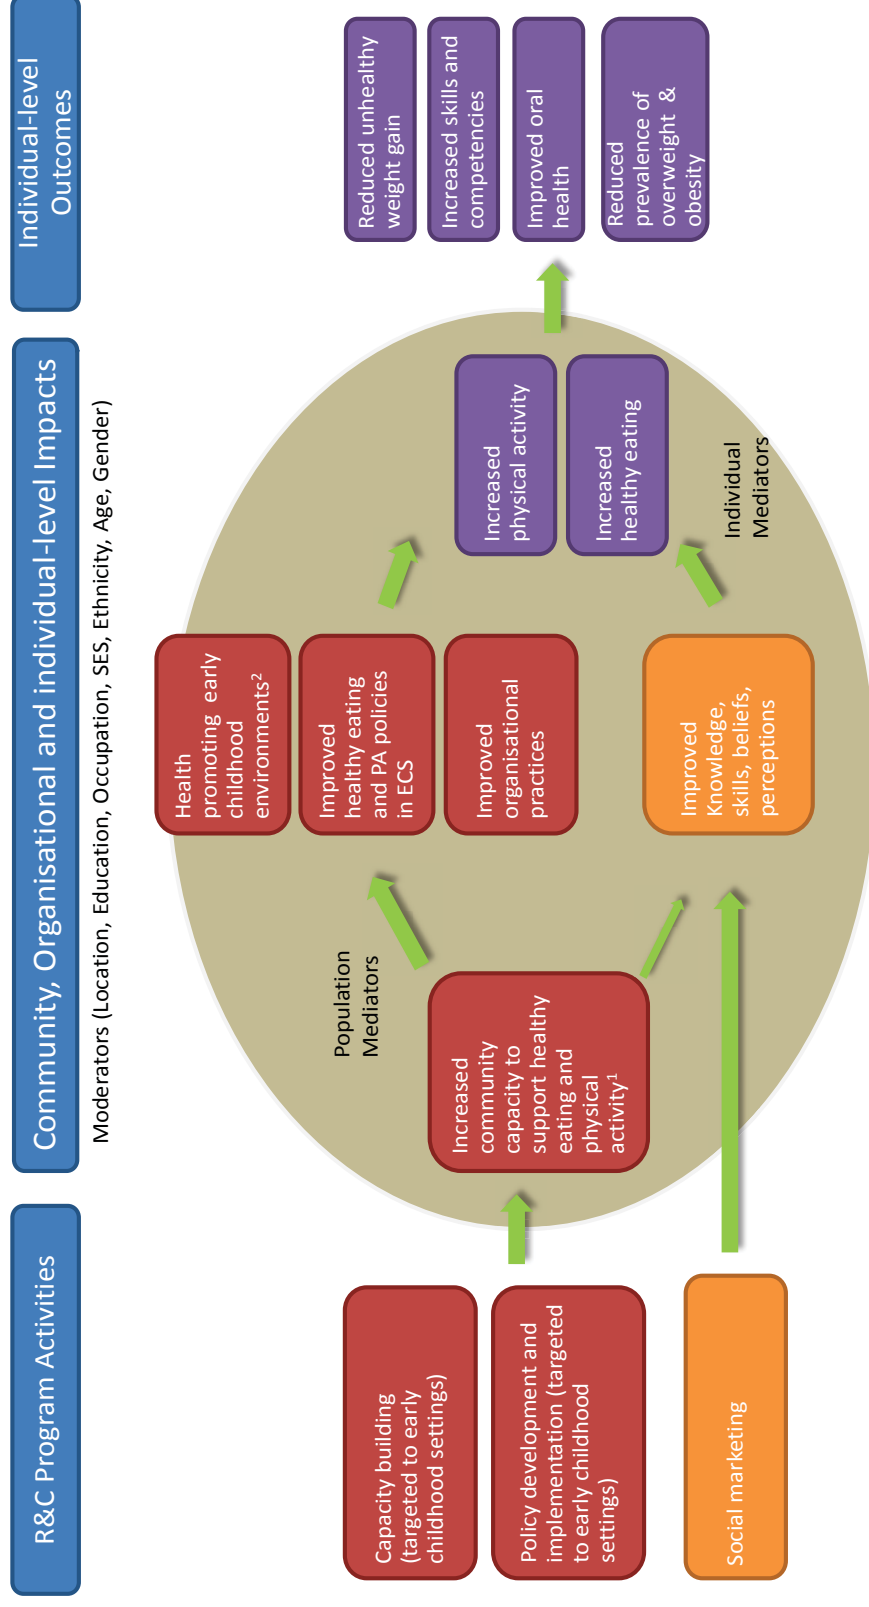 R&C Program Activities
Community, Organisational and individual-level Impacts
Individual-level
Outcomes
Moderators (Location, Education, Occupation, SES, Ethnicity, Age, Gender)
Capacity building
(targeted to early
childhood settings)
Policy development and
implementation (targeted
to early childhood
settings)
Social marketing
Population
Mediators
Increased
community
capacity to
support healthy
eating and
physical
activity¹
Health
promoting early
childhood
environments²
Improved
healthy eating
and PA policies
in ECS
Improved
organisational
practices
Improved
Knowledge,
skills, beliefs,
perceptions
Increased
physical activity
Increased
healthy eating
Individual
Mediators
Reduced unhealthy
weight gain
Increased skills and
competencies
Improved oral
health
Reduced
prevalence of
overweight &
obesity